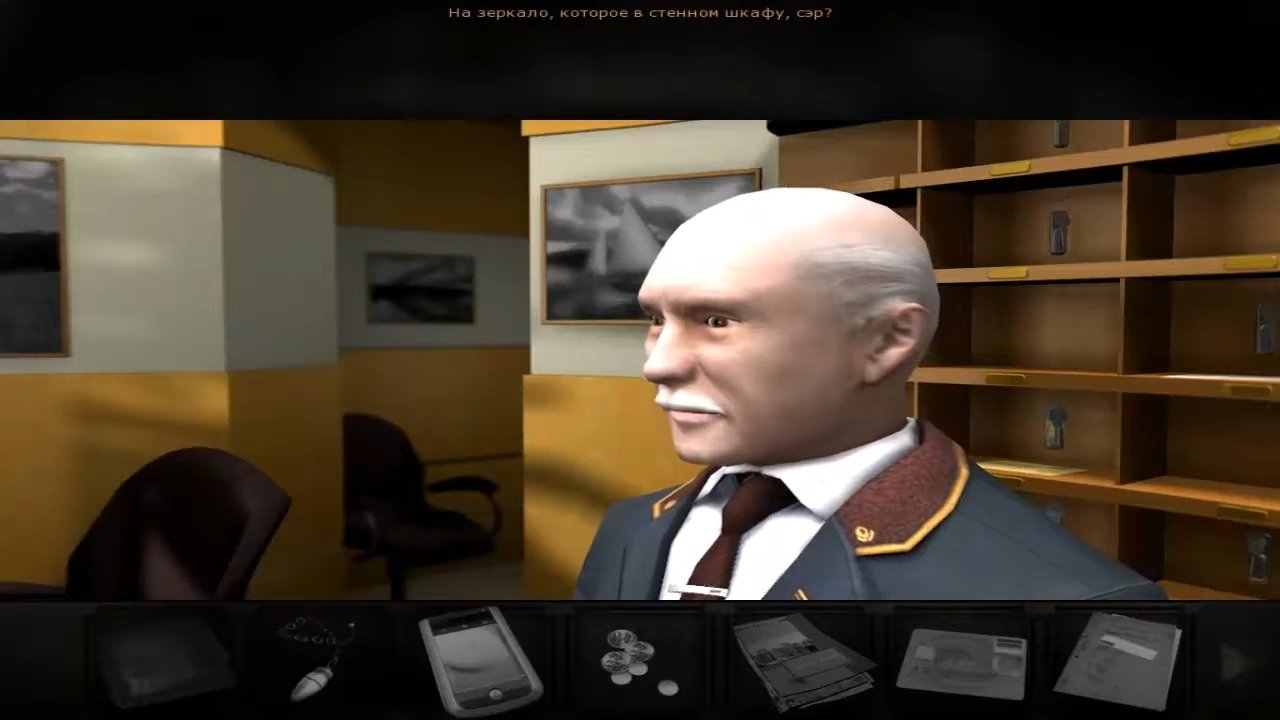 На зеркало, которое в стенном шкафу, сэр?